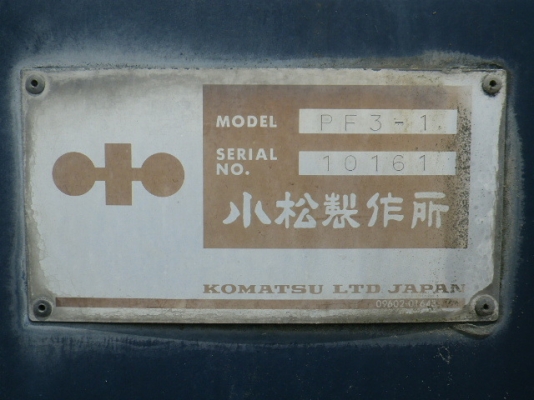 MODEL PF3-1
SERIAL NO. 10161
小松製作所
KOMATSU LTD JAPAN